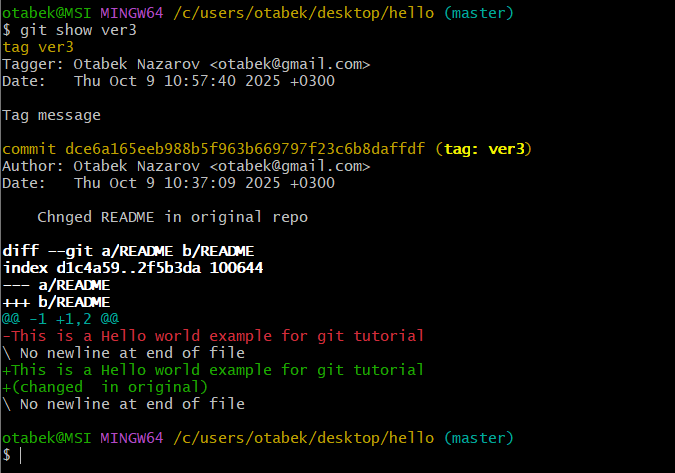 otabek@MSI MINGW64 /c/users/otabek/desktop/hello (master)
$ git show ver3
tag ver3
Tagger: Otabek Nazarov <otabek@gmail.com>
Date:   Thu Oct 9 10:57:40 2025 +0300

Tag message

commit dce6a165eeb988b5f963b669797f23c6b8daffdf (tag: ver3)
Author: Otabek Nazarov <otabek@gmail.com>
Date:   Thu Oct 9 10:37:09 2025 +0300

    Chnged README in original repo

diff --git a/README b/README
index d1c4a59..2f5b3da 100644
--- a/README
+++ b/README
@@ -1 +1,2 @@
-This is a Hello world example for git tutorial
\ No newline at end of file
+This is a Hello world example for git tutorial
+(Changed  in original)
\ No newline at end of file

otabek@MSI MINGW64 /c/users/otabek/desktop/hello (master)
$